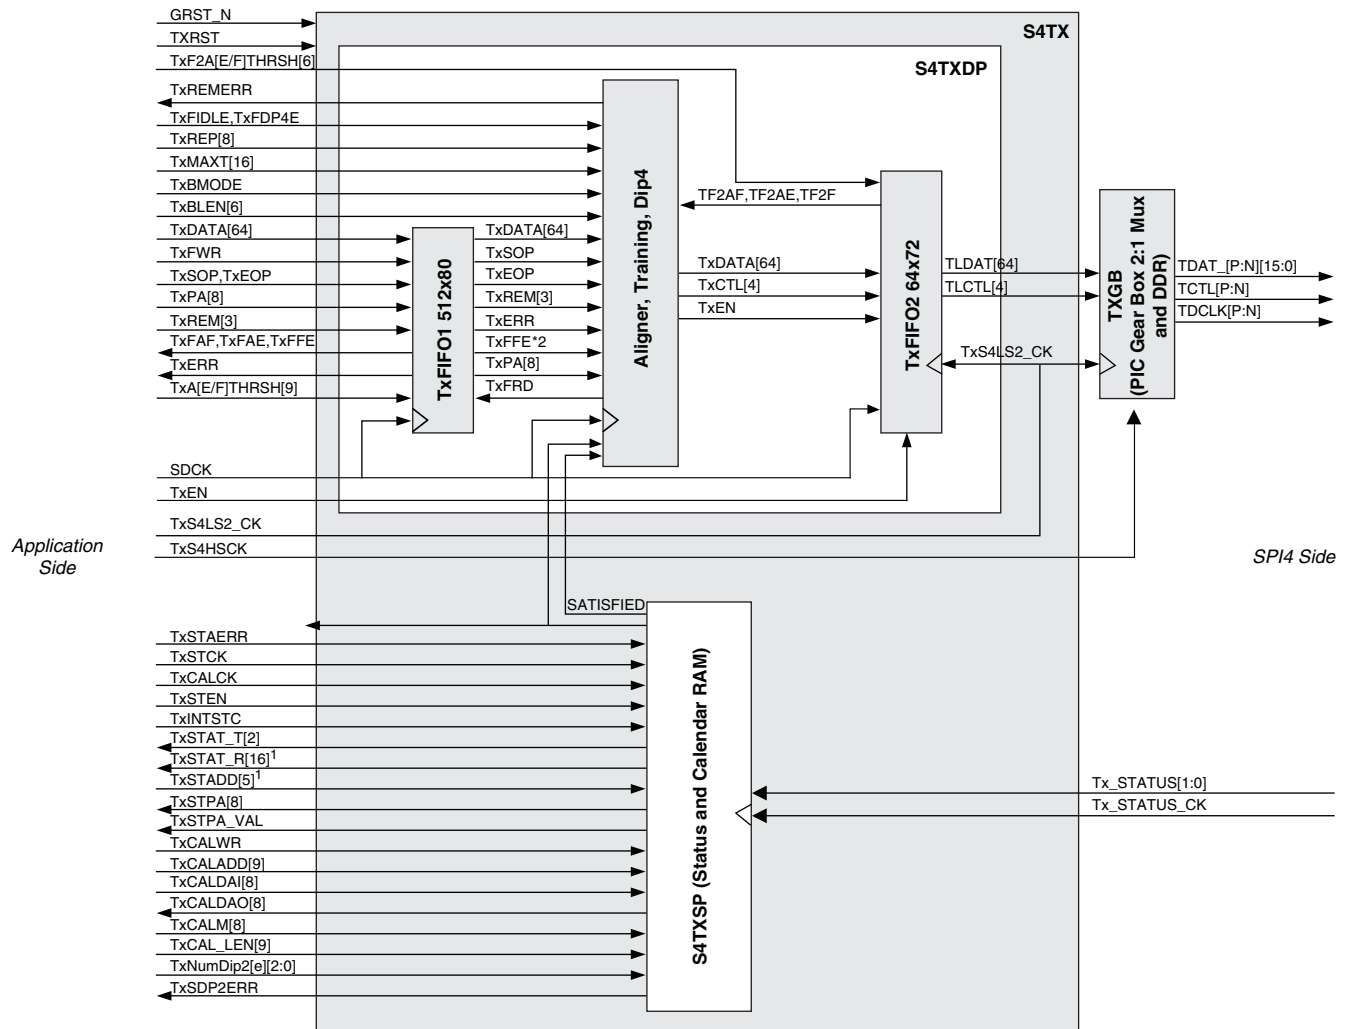 GRST_N
TXRST
TxF2A[E/F]THRSH[6]
TxREMERR
TxFIDLE,TxFDP4E
TxREP[8]
TxMAXT[16]
TxBMODE
TxBLEN[6]
TxDATA[64]
TxFWR
TxSOP,TxEOP
TxPA[8]
TxREM[3]
TxFAF,TxFAE,TxFFE
TxERR
TxA[E/F]THRSH[9]
SDCK
TxEN
TxS4LS2_CK
TxS4HSCK
Application
Side
S4TX
S4TXDP
TxFIFO1 512x80
TxDATA[64]
TxSOP
TxEOP
TxREM[3]
TxERR
TxFFE*2
TxPA[8]
TxFRD
Aligner, Training, Dip4
TF2AF,TF2AE,TF2F
TxDATA[64]
TxCTL[4]
TxEN
TxFIFO2 64x72
TLDAT[64]
TLCTL[4]
TxS4LS2_CK
TXGB
(PIC Gear Box 2:1 Mux
and DDR)
TDAT_[P:N][15:0]
TCTL[P:N]
TDCLK[P:N]
SPI4 Side
SATISFIED
TxSTAERR
TxSTCK
TxCALCK
TxSTEN
TxINTSTC
TxSTAT_T[2]
TxSTAT_R[16]1
TxSTADD[5]1
TxSTPA[8]
TxSTPA_VAL
TxCALWR
TxCALADD[9]
TxCALDAI[8]
TxCALDAO[8]
TxCALM[8]
TxCAL_LEN[9]
TxNumDip2[e][2:0]
TxSDP2ERR
S4TXSP (Status and Calendar RAM)
Tx_STATUS[1:0]
Tx_STATUS_CK